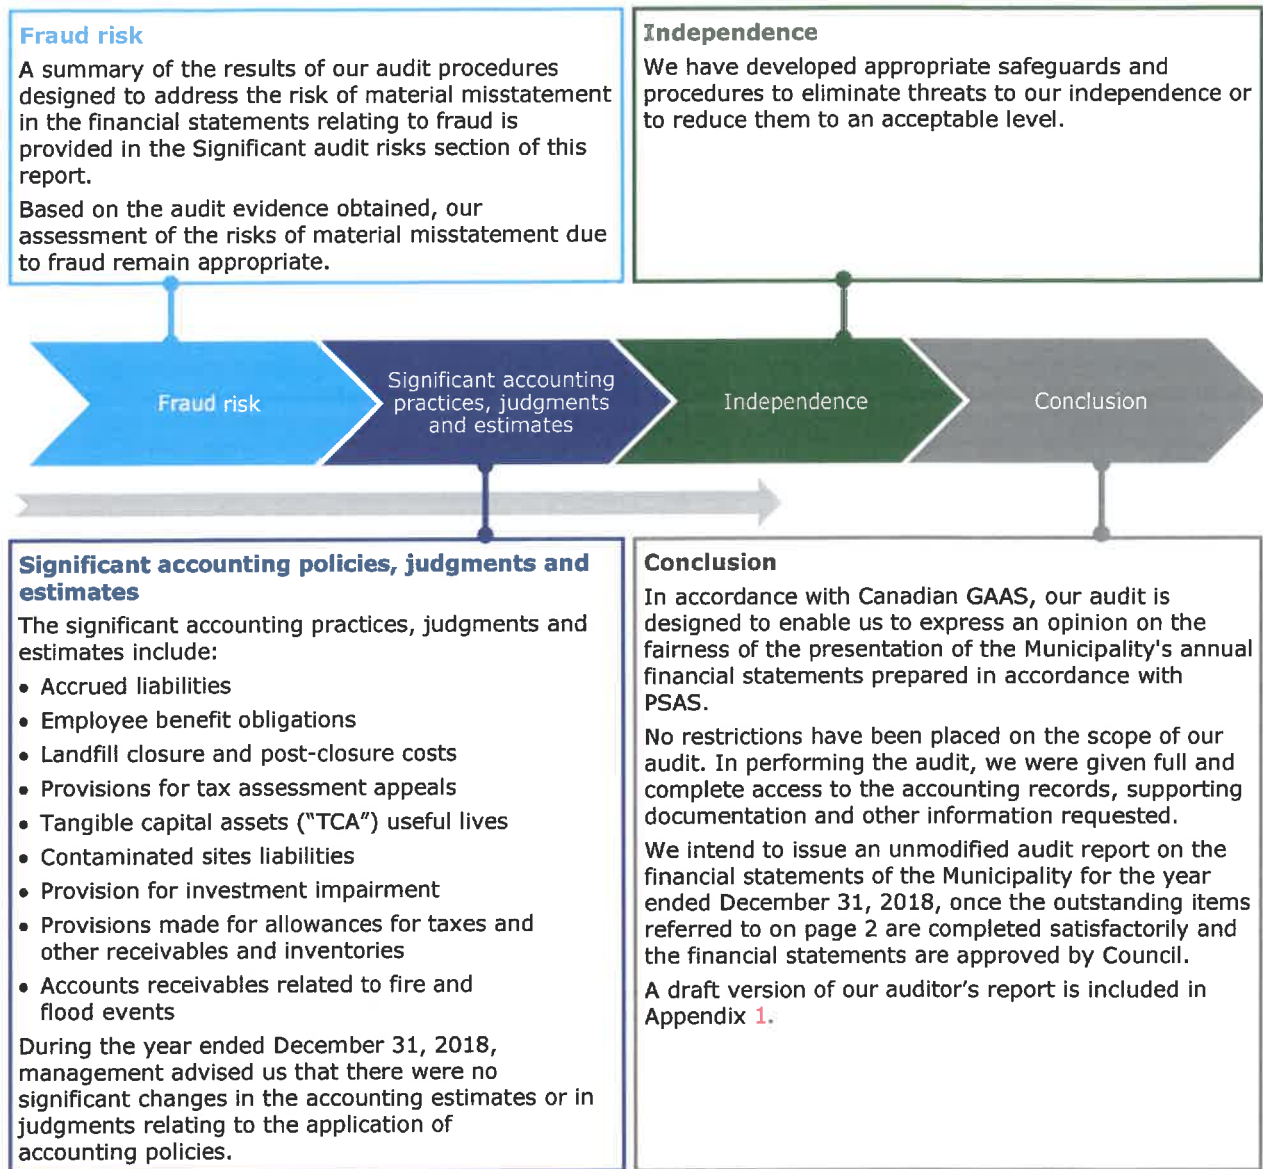 Fraud risk
A summary of the results of our audit procedures
designed to address the risk of material misstatement
in the financial statements relating to fraud is
provided in the Significant audit risks section of this
report.
Based on the audit evidence obtained, our
assessment of the risks of material misstatement due
to fraud remain appropriate.
Independence
We have developed appropriate safeguards and
procedures to eliminate threats to our independence or
to reduce them to an acceptable level.
Fraud risk
Significant accounting
practices, judgments
and estimates
Independence
Conclusion
Significant accounting policies, judgments and
estimates
The significant accounting practices, judgments and
estimates include:
• Accrued liabilities
• Employee benefit obligations
• Landfill closure and post-closure costs
• Provisions for tax assessment appeals
• Tangible capital assets ("TCA") useful lives
• Contaminated sites liabilities
• Provision for investment impairment
• Provisions made for allowances for taxes and
other receivables and inventories
• Accounts receivables related to fire and
flood events
During the year ended December 31, 2018,
management advised us that there were no
significant changes in the accounting estimates or in
judgments relating to the application of
accounting policies.
Conclusion
In accordance with Canadian GAAS, our audit is
designed to enable us to express an opinion on the
fairness of the presentation of the Municipality's annual
financial statements prepared in accordance with
PSAS.
No restrictions have been placed on the scope of our
audit. In performing the audit, we were given full and
complete access to the accounting records, supporting
documentation and other information requested.
We intend to issue an unmodified audit report on the
financial statements of the Municipality for the year
ended December 31, 2018, once the outstanding items
referred to on page 2 are completed satisfactorily and
the financial statements are approved by Council.
A draft version of our auditor's report is included in
Appendix 1.